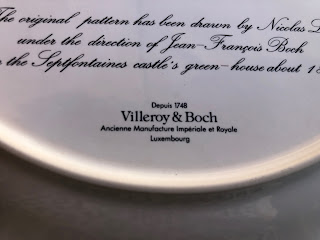 The original pattern has been drawn by Nicolas
under the direction of Jean-François Boch
the Septfontaines castle's green-house about
Depuis 1748
Villeroy & Boch
Ancienne Manufacture Impériale et Royale
Luxembourg